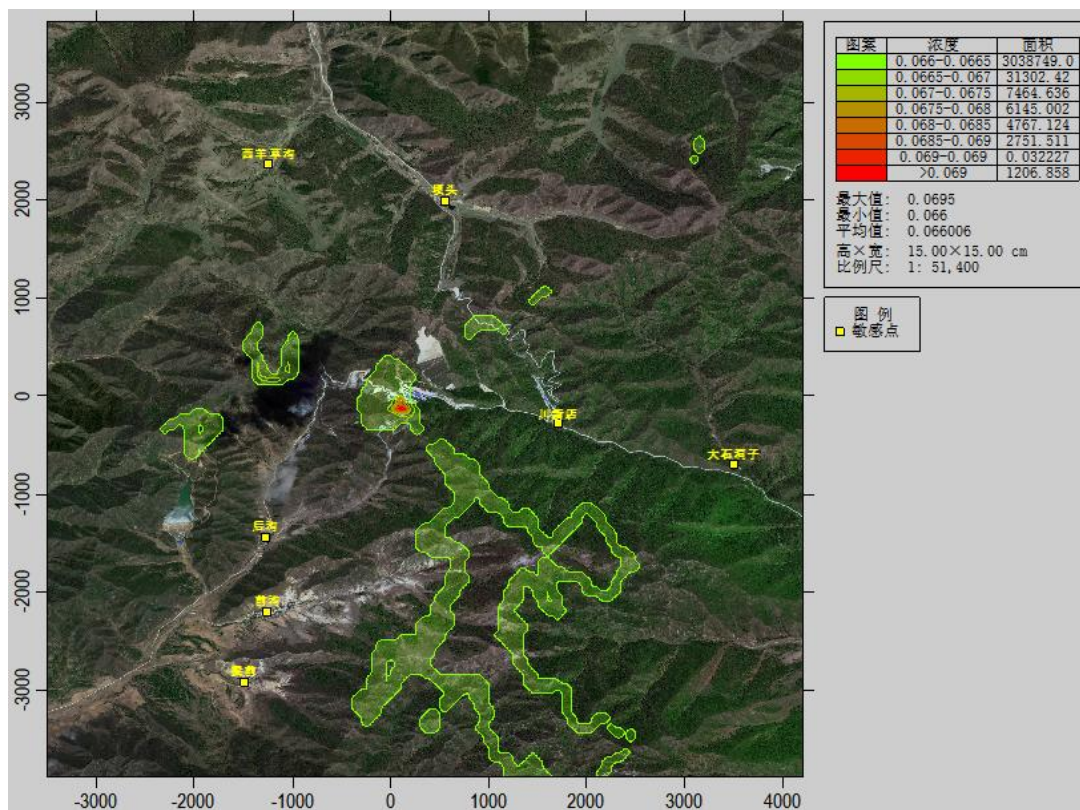 图案 浓度 面积
0.066-0.0665 3038749.0
0.0665-0.067 31302.42
0.067-0.0675 7464.636
0.0675-0.068 6145.002
0.068-0.0685 4767.124
0.0685-0.069 2751.511
0.069-0.069 0.032227
>0.069 1206.858
最大值: 0.0695
最小值: 0.066
平均值: 0.066006
高×宽: 15.00×15.00 cm
比例尺: 1: 51,400
图 例
敏感点
3000
2000
1000
0
-1000
-2000
-3000
西羊草沟
坝头
川西店
大石洞子
后沟
-3000 -2000 -1000 0 1000 2000 3000 4000